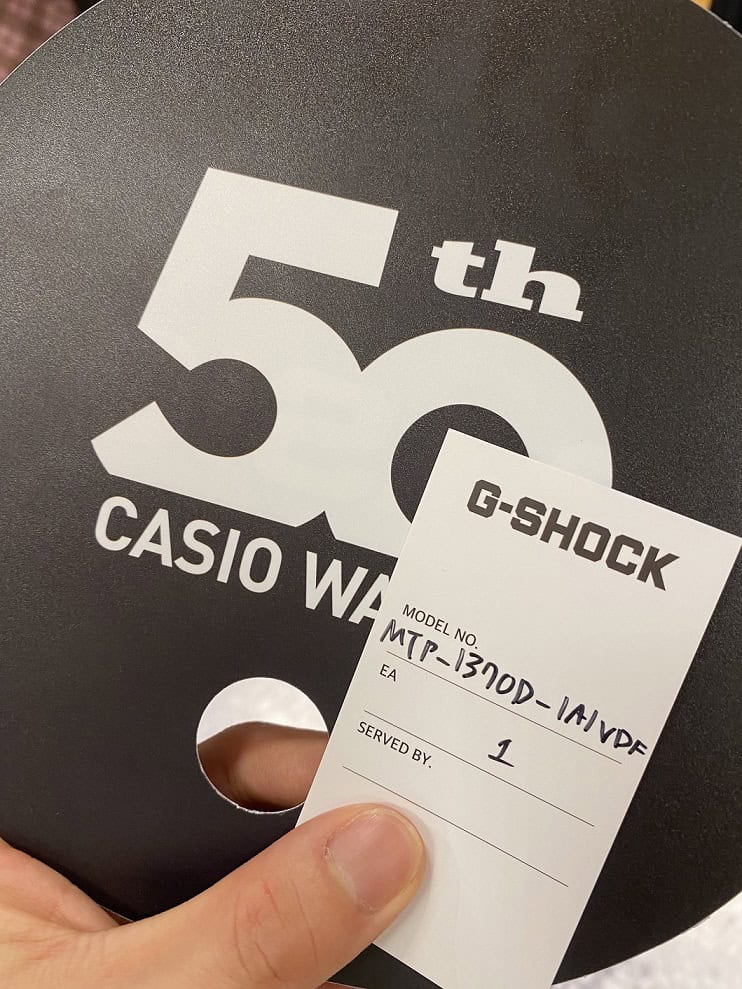 50th
CASIO WA
G-SHOCK
MODEL NO.
MTP-1370D-1A1VDF
EA
1
SERVED BY.